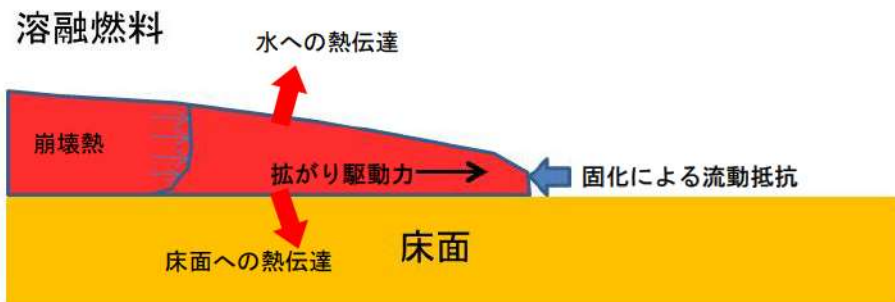 溶融燃料
水への熱伝達
崩壊熱
拡がり駆動力
固化による流動抵抗
床面への熱伝達
床面